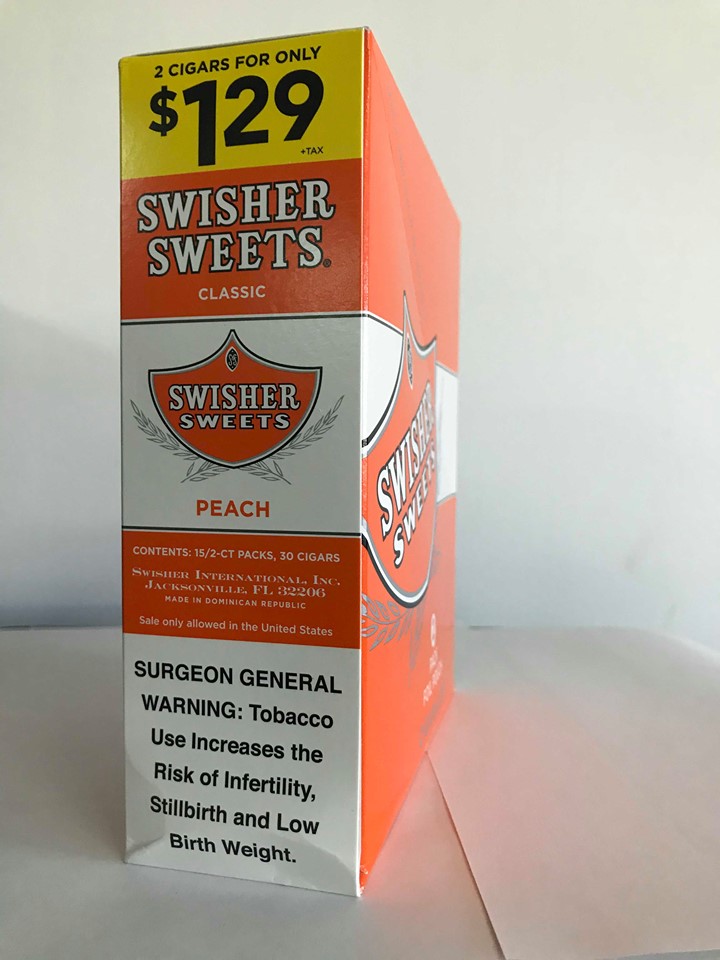 2 CIGARS FOR ONLY
$1.29
+TAX
SWISHER
SWEETS®
CLASSIC
SWISHER
SWEETS
PEACH
CONTENTS: 15/2-CT PACKS, 30 CIGARS
SWISHER INTERNATIONAL, INC.
JACKSONVILLE, FL 32206
MADE IN DOMINICAN REPUBLIC
Sale only allowed in the United States
SURGEON GENERAL
WARNING: Tobacco
Use Increases the
Risk of Infertility,
Stillbirth and Low
Birth Weight.
SWISHER
SWEETS